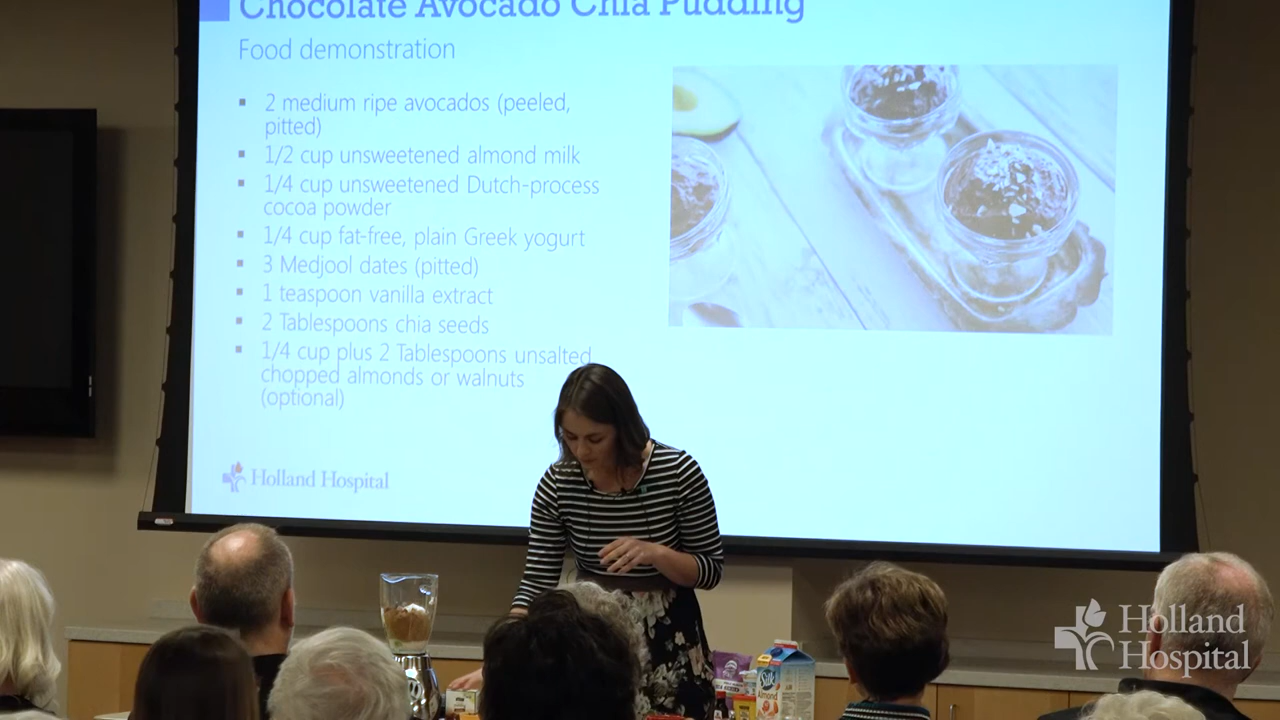 Chocolate Avocado Chia Pudding
Food demonstration
▪ 2 medium ripe avocados (peeled,
pitted)
▪ 1/2 cup unsweetened almond milk
▪ 1/4 cup unsweetened Dutch-process
cocoa powder
▪ 1/4 cup fat-free, plain Greek yogurt
▪ 3 Medjool dates (pitted)
▪ 1 teaspoon vanilla extract
▪ 2 Tablespoons chia seeds
▪ 1/4 cup plus 2 Tablespoons unsalted
chopped almonds or walnuts
(optional)
Holland Hospital
Silk
Almond
Holland
Hospital